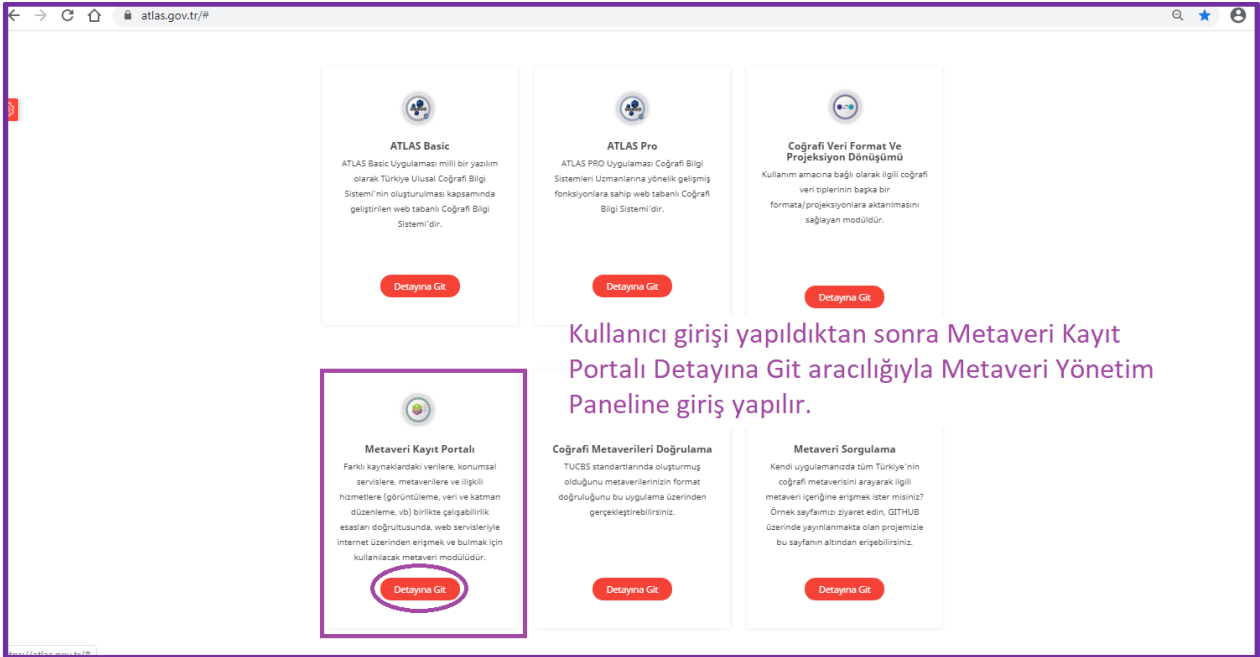 atlas.gov.tr/#
ATLAS Basic
ATLAS Basic Uygulaması milli bir yazılım
olarak Türkiye Ulusal Coğrafi Bilgi
Sistemi'nin oluşturulması kapsamında
geliştirilen web tabanlı Coğrafi Bilgi
Sistemi'dir.
Detayına Git
ATLAS Pro
ATLAS PRO Uygulaması Coğrafi Bilgi
Sistemleri Uzmanlarına yönelik gelişmiş
fonksiyonlara sahip web tabanlı Coğrafi
Bilgi Sistemi'dir.
Detayına Git
Coğrafi Veri Format Ve
Projeksiyon Dönüşümü
Kullanım amacına bağlı olarak ilgili coğrafi
veri tiplerinin başka bir
formata/projeksiyonlara aktarılmasını
sağlayan modüldür.
Detayına Git
Kullanıcı girişi yapıldıktan sonra Metaveri Kayıt
Portalı Detayına Git aracılığıyla Metaveri Yönetim
Paneline giriş yapılır.
Metaveri Kayıt Portalı
Farklı kaynaklardaki verilere, konumsal
servislere, metaverilere ve ilişkili
hizmetlere (görüntüleme, veri ve katman
düzenleme, vb) birlikte çalışabilirlik
esasları doğrultusunda, web servisleriyle
internet üzerinden erişmek ve bulmak için
kullanılacak metaveri modülüdür.
Detayına Git
Coğrafi Metaverileri Doğrulama
TUCBS standartlarında oluşturmuş
olduğunu metaverilerinizin format
doğruluğunu bu uygulama üzerinden
gerçekleştirebilirsiniz.
Detayına Git
Metaveri Sorgulama
Kendi uygulamanızda tüm Türkiye'nin
coğrafi metaverisini arayarak ilgili
metaveri içeriğine erişmek ister misiniz?
Örnek sayfaımızı ziyaret edin, GITHUB
üzerinde yayınlanmakta olan projemizle
bu sayfanın altından erişebilirsiniz.
Detayına Git